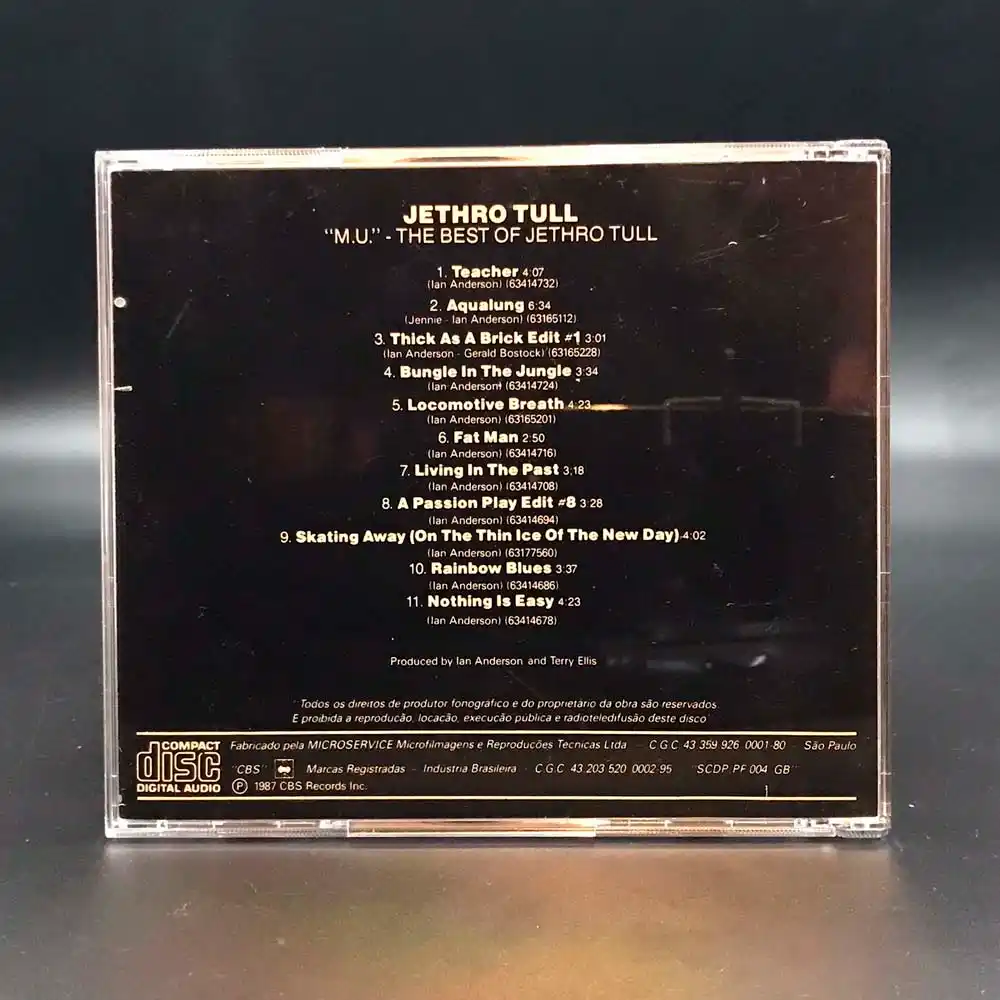 JETHRO TULL
"M.U." - THE BEST OF JETHRO TULL
1. Teacher 4:07
(Ian Anderson) (63414732)
2. Aqualung 6:34
(Jennie - Ian Anderson) (63165112)
3. Thick As A Brick Edit #1 3:01
(Ian Anderson - Gerald Bostock) (63165228)
4. Bungle In The Jungle 3:34
(Ian Anderson) (63414724)
5. Locomotive Breath 4:23
(Ian Anderson) (63165201)
6. Fat Man 2:50
(Ian Anderson) (63414716)
7. Living In The Past 3:18
(Ian Anderson) (63414708)
8. A Passion Play Edit #8 3:28
(Ian Anderson) (63414694)
9. Skating Away (On The Thin Ice Of The New Day) 4:02
(Ian Anderson) (63177560)
10. Rainbow Blues 3:37
(Ian Anderson) (63414686)
11. Nothing Is Easy 4:23
(Ian Anderson) (63414678)
Produced by Ian Anderson and Terry Ellis
"Todos os direitos de produtor fonográfico e do proprietário da obra são reservados
É proibida a reprodução, locação, execução pública e radioteledifusão deste disco"
COMPACT disc DIGITAL AUDIO
Fabricado pela MICROSERVICE Microfilmagens e Reproduções Técnicas Ltda - C G C 43 359 926 0001-80 - São Paulo
"CBS" Marcas Registradas - Indústria Brasileira - C G C 43 203 520 0002-95 "SCDP PF 004 GB"
℗ 1987 CBS Records Inc.